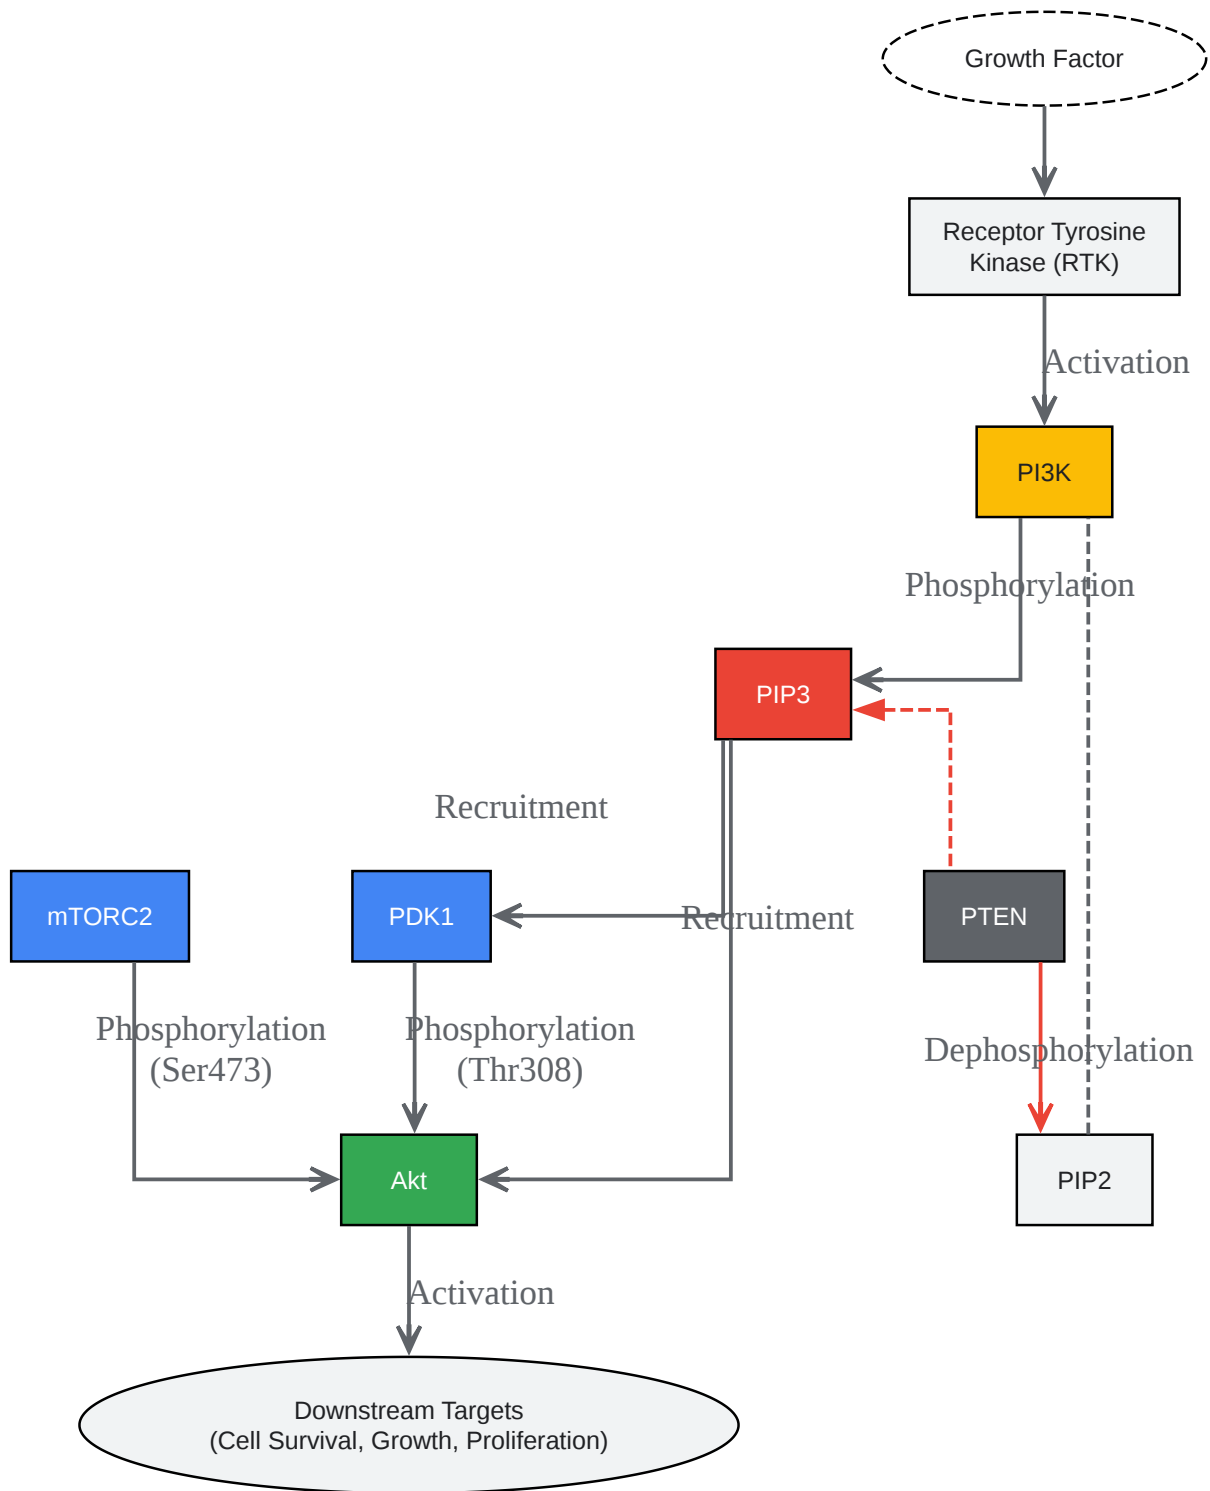 Growth Factor
Receptor Tyrosine
Kinase (RTK)
Activation
PI3K
Phosphorylation
PIP3
Recruitment
mTORC2
PDK1
Recruitment
PTEN
Phosphorylation
(Ser473)
Phosphorylation
(Thr308)
Dephosphorylation
Akt
PIP2
Activation
Downstream Targets
(Cell Survival, Growth, Proliferation)